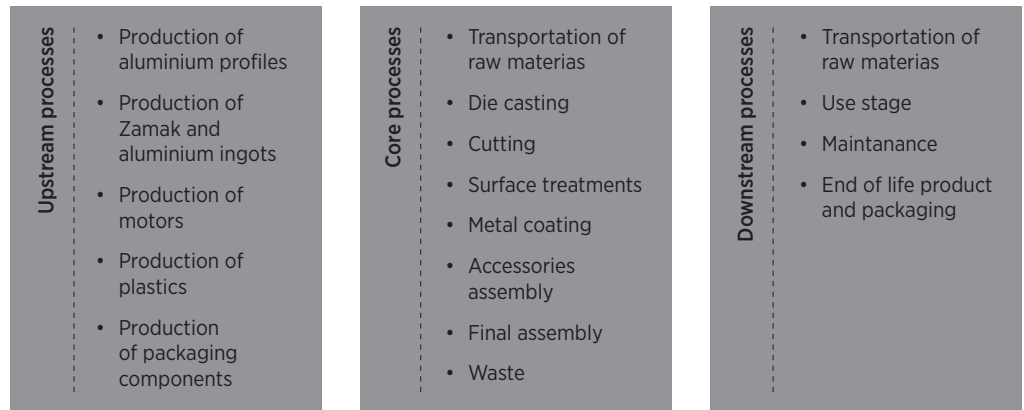 Upstream processes
• Production of
aluminium profiles
• Production of
Zamak and
aluminium ingots
• Production of
motors
• Production of
plastics
• Production
of packaging
components
Core processes
• Transportation of
raw materias
• Die casting
• Cutting
• Surface treatments
• Metal coating
• Accessories
assembly
• Final assembly
• Waste
Downstream processes
• Transportation of
raw materias
• Use stage
• Maintanance
• End of life product
and packaging